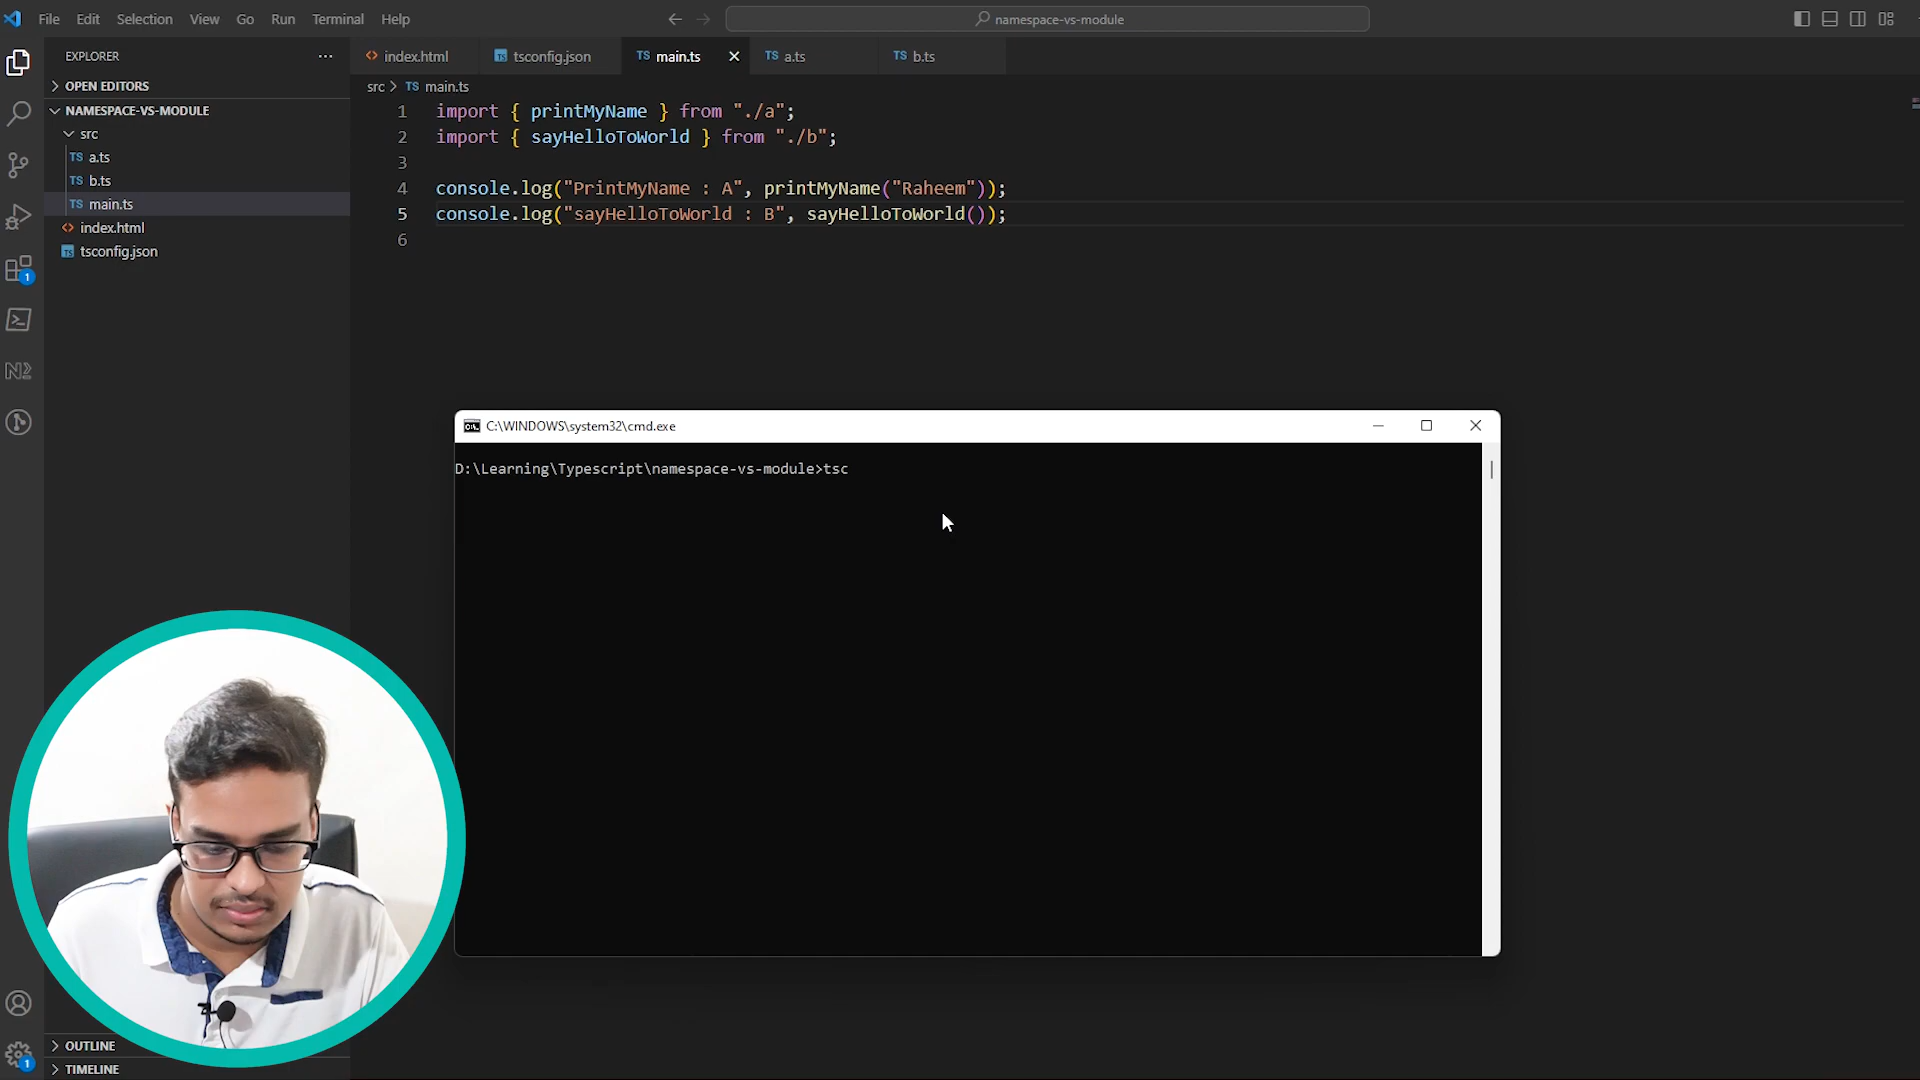 File Edit Selection View Go Run Terminal Help
namespace-vs-module
EXPLORER
OPEN EDITORS
NAMESPACE-VS-MODULE
src
TS a.ts
TS b.ts
TS main.ts
<> index.html
TS tsconfig.json
OUTLINE
TIMELINE
1
1
<> index.html
TS tsconfig.json
TS main.ts
TS a.ts
TS b.ts
src > TS main.ts
1 import { printMyName } from "./a";
2 import { sayHelloToWorld } from "./b";
3
4 console.log("PrintMyName : A", printMyName("Raheem"));
5 console.log("sayHelloToWorld : B", sayHelloToWorld());
6
C:\WINDOWS\system32\cmd.exe
D:\Learning\Typescript\namespace-vs-module>tsc